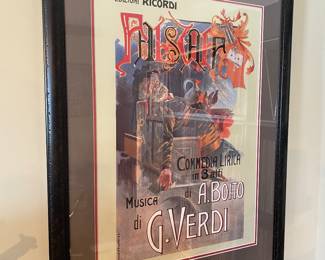 EDIZIONI RICORDI
COMMEDIA LIRICA
in 3 atti
di A. BOITO
MUSICA
di G. VERDI